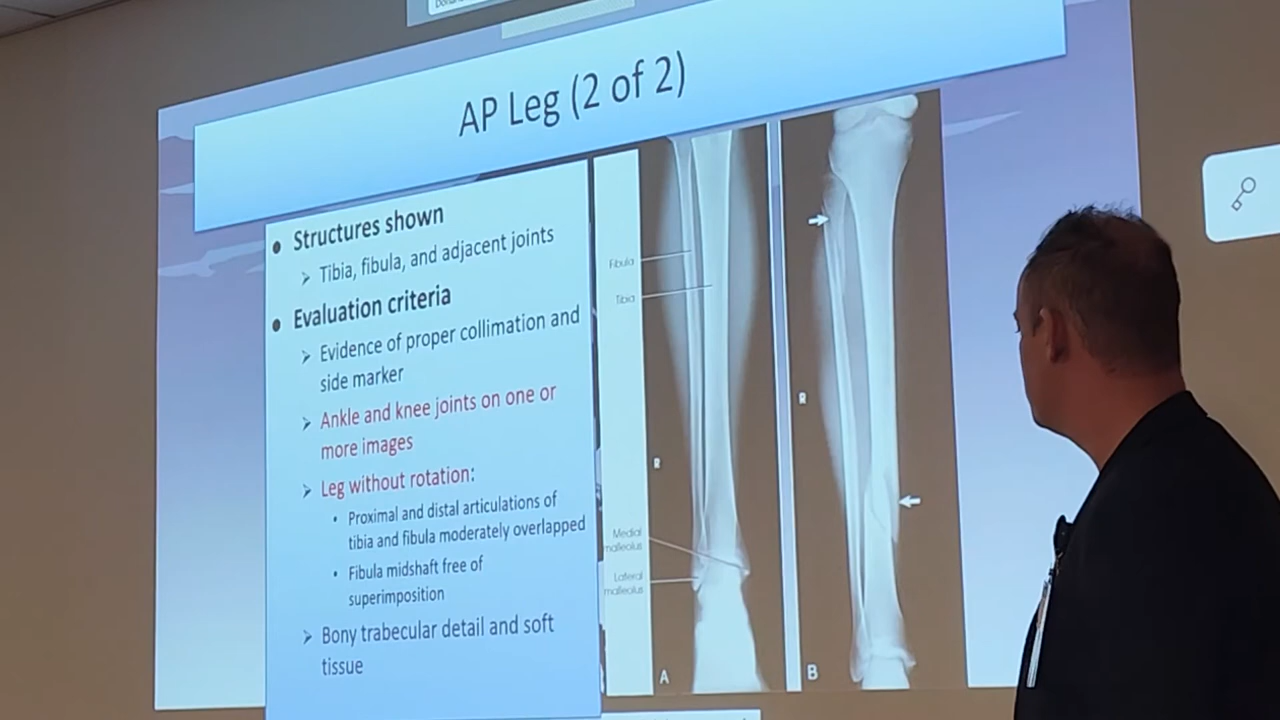 AP Leg (2 of 2)
Structures shown
Tibia, fibula, and adjacent joints
Evaluation criteria
Evidence of proper collimation and
side marker
Ankle and knee joints on one or
more images
Leg without rotation:
Proximal and distal articulations of
tibia and fibula moderately overlapped
Fibula midshaft free of
superimposition
Bony trabecular detail and soft
tissue
Fibula
Tibia
R
Medial
malleolus
Lateral
malleolus
A
R
B